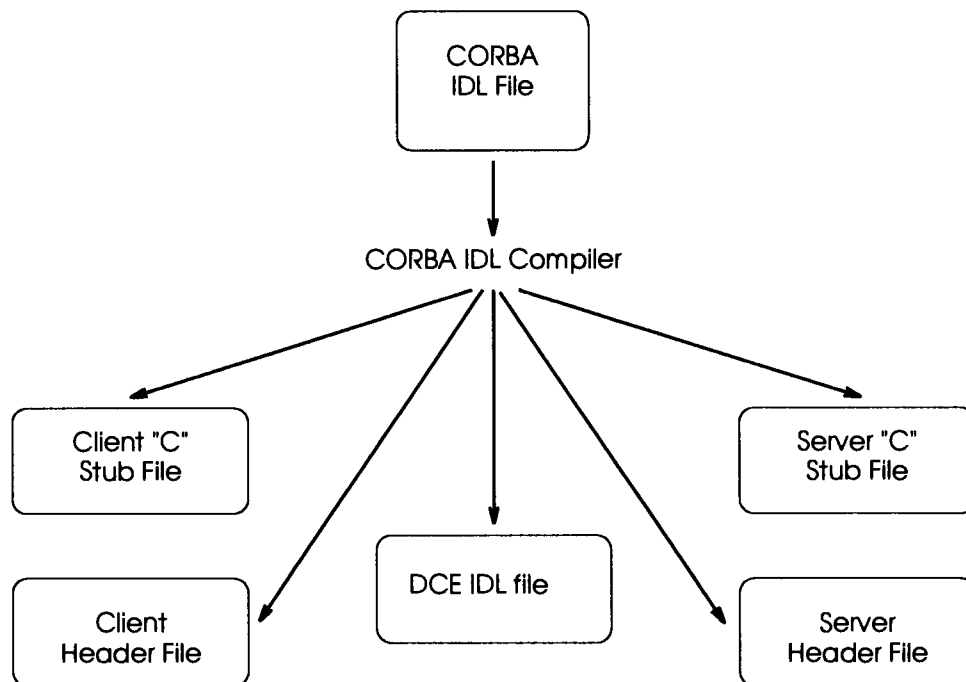 CORBA
IDL File
CORBA IDL Compiler
Client "C"
Stub File
Server "C"
Stub File
DCE IDL file
Client
Header File
Server
Header File